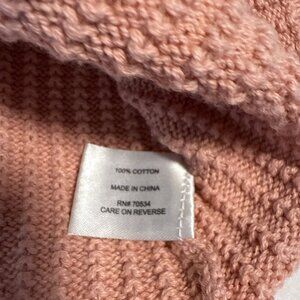 100% COTTON
MADE IN CHINA
RN# 70534
CARE ON REVERSE